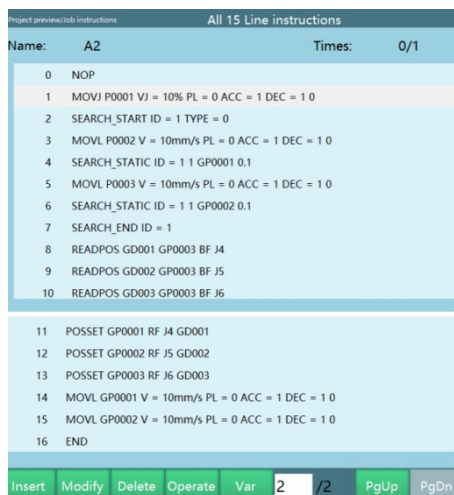 Project preview/Job instructions All 15 Line instructions
Name: A2 Times: 0/1
0 NOP
1 MOVJ P0001 VJ = 10% PL = 0 ACC = 1 DEC = 1 0
2 SEARCH_START ID = 1 TYPE = 0
3 MOVL P0002 V = 10mm/s PL = 0 ACC = 1 DEC = 1 0
4 SEARCH_STATIC ID = 1 1 GP0001 0.1
5 MOVL P0003 V = 10mm/s PL = 0 ACC = 1 DEC = 1 0
6 SEARCH_STATIC ID = 1 1 GP0002 0.1
7 SEARCH_END ID = 1
8 READPOS GD001 GP0003 BF J4
9 READPOS GD002 GP0003 BF J5
10 READPOS GD003 GP0003 BF J6
11 POSSET GP0001 RF J4 GD001
12 POSSET GP0002 RF J5 GD002
13 POSSET GP0003 RF J6 GD003
14 MOVL GP0001 V = 10mm/s PL = 0 ACC = 1 DEC = 1 0
15 MOVL GP0002 V = 10mm/s PL = 0 ACC = 1 DEC = 1 0
16 END
Insert Modify Delete Operate Var 2 /2 PgUp PgDn